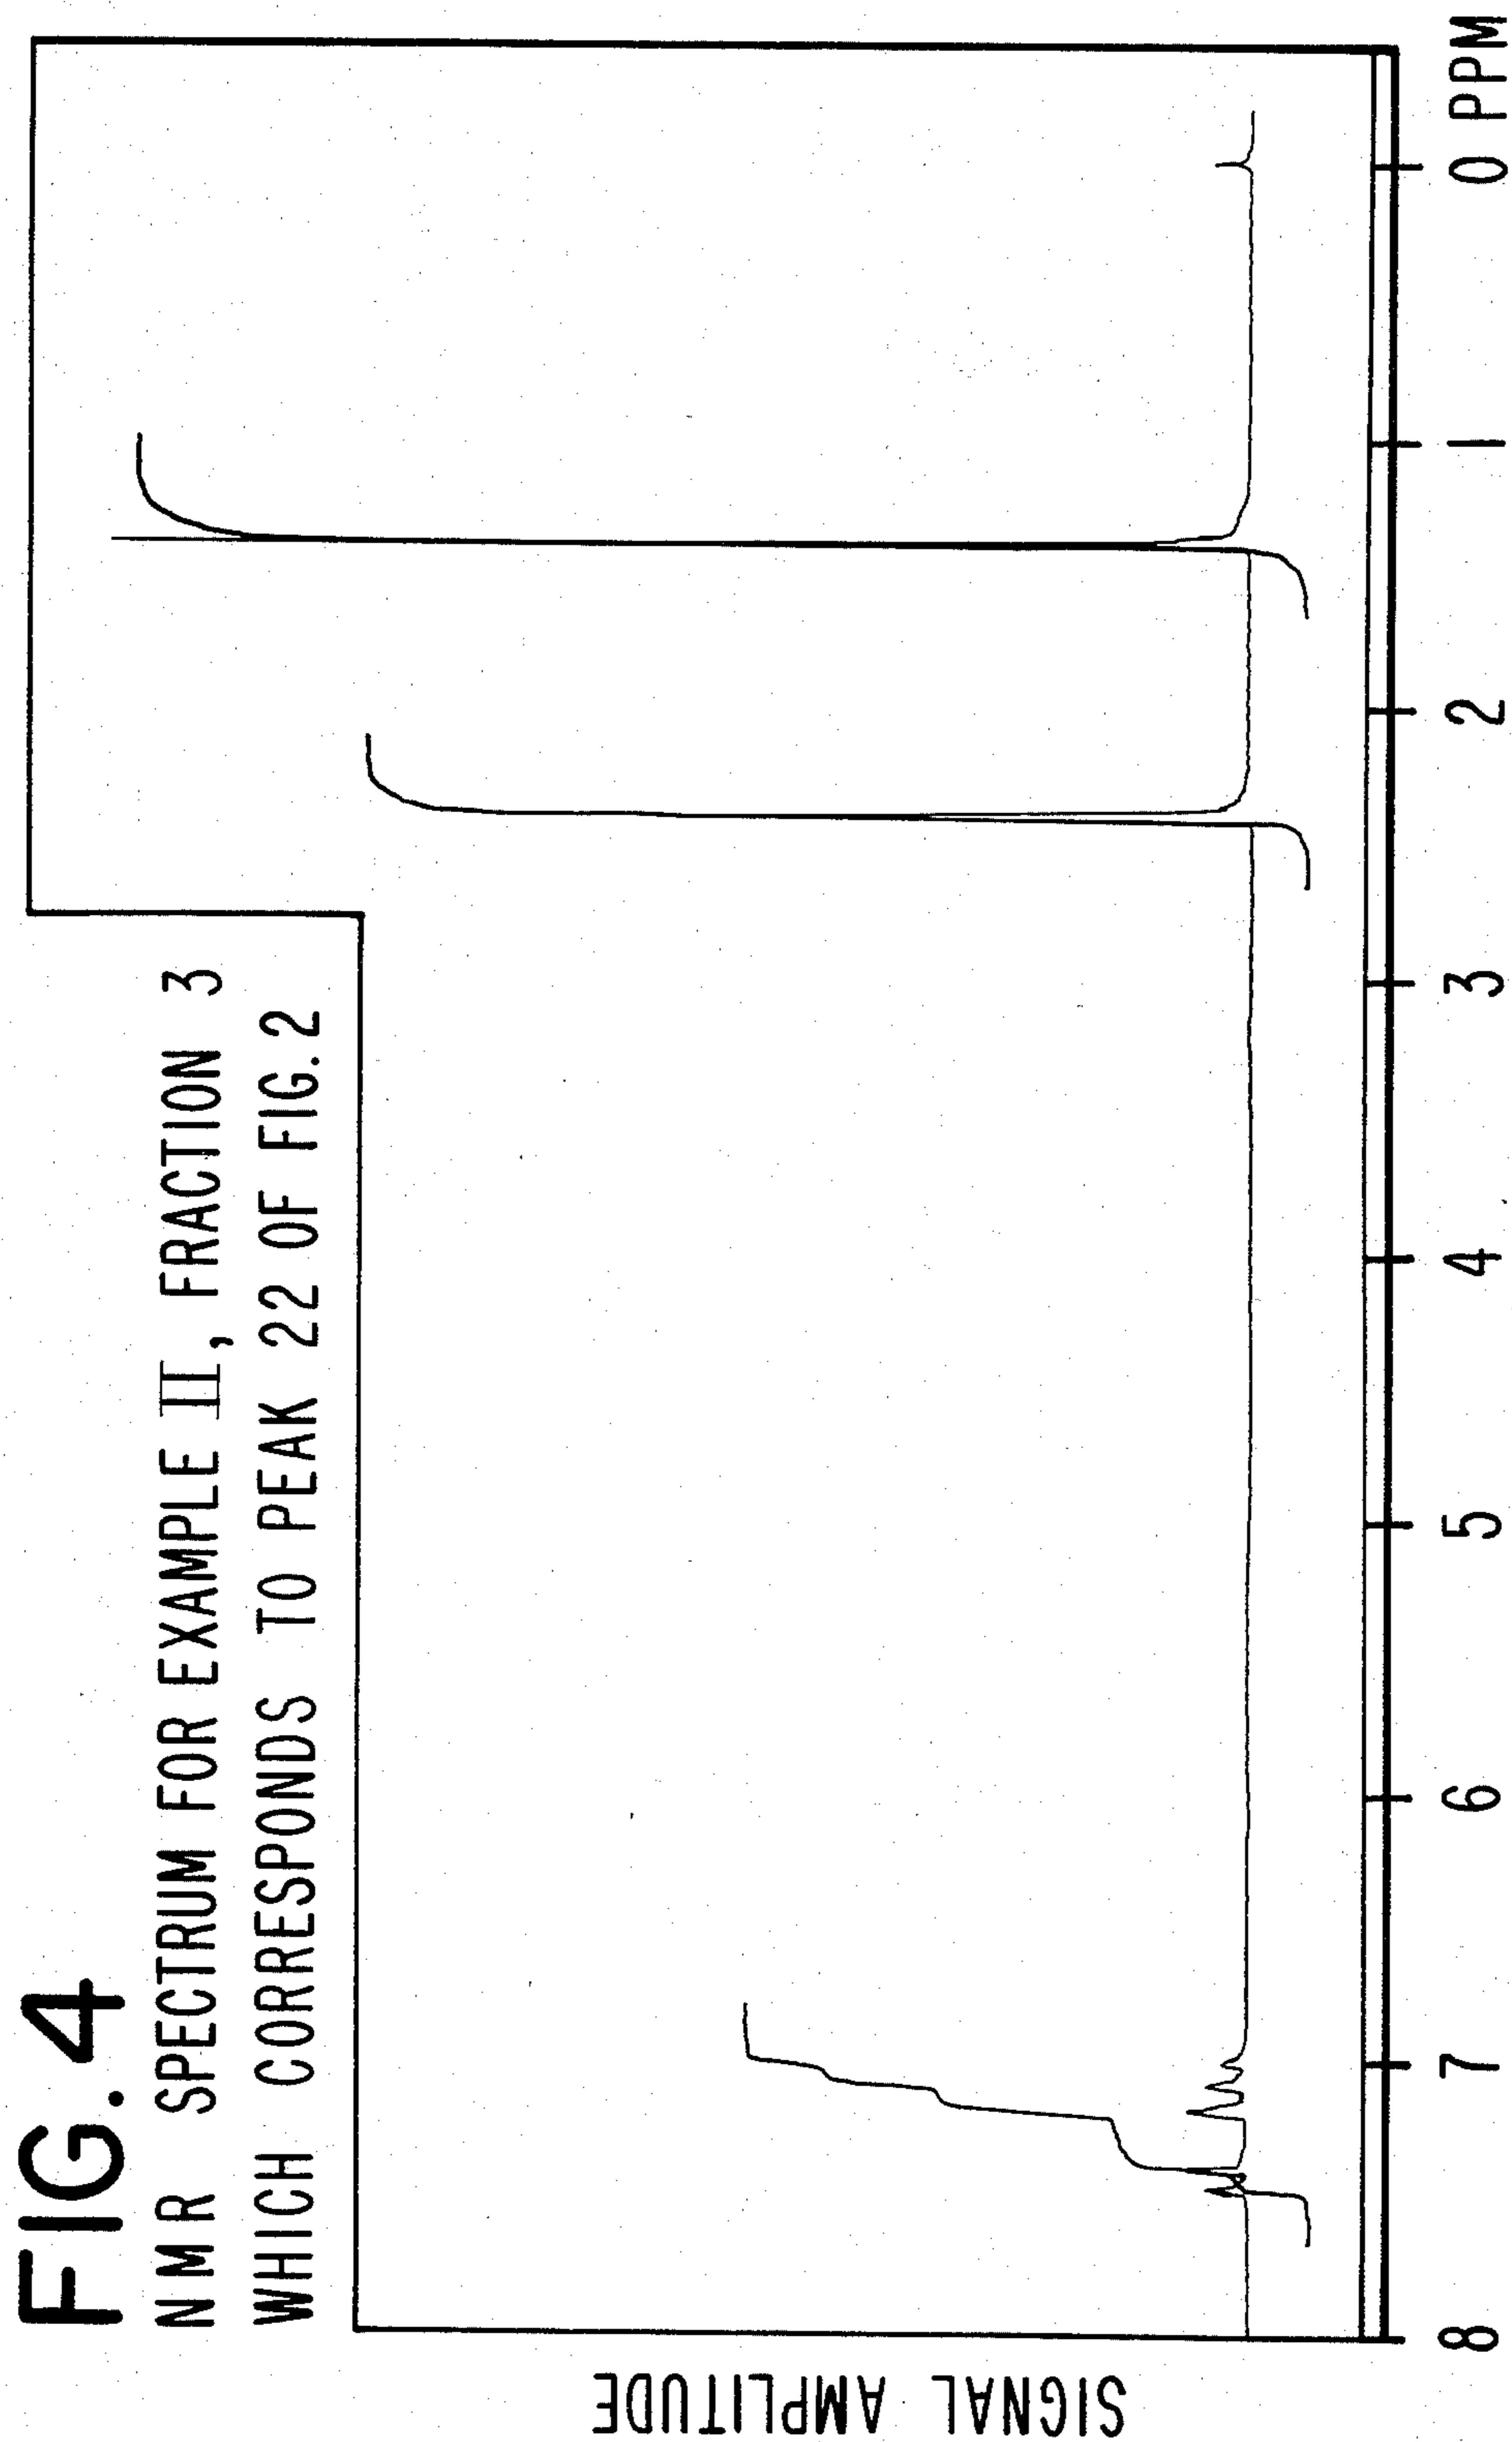 FIG. 4
NMR SPECTRUM FOR EXAMPLE II, FRACTION 3
WHICH CORRESPONDS TO PEAK 22 OF FIG. 2
SIGNAL AMPLITUDE
8 7 6 5 4 3 2 1 0 PPM